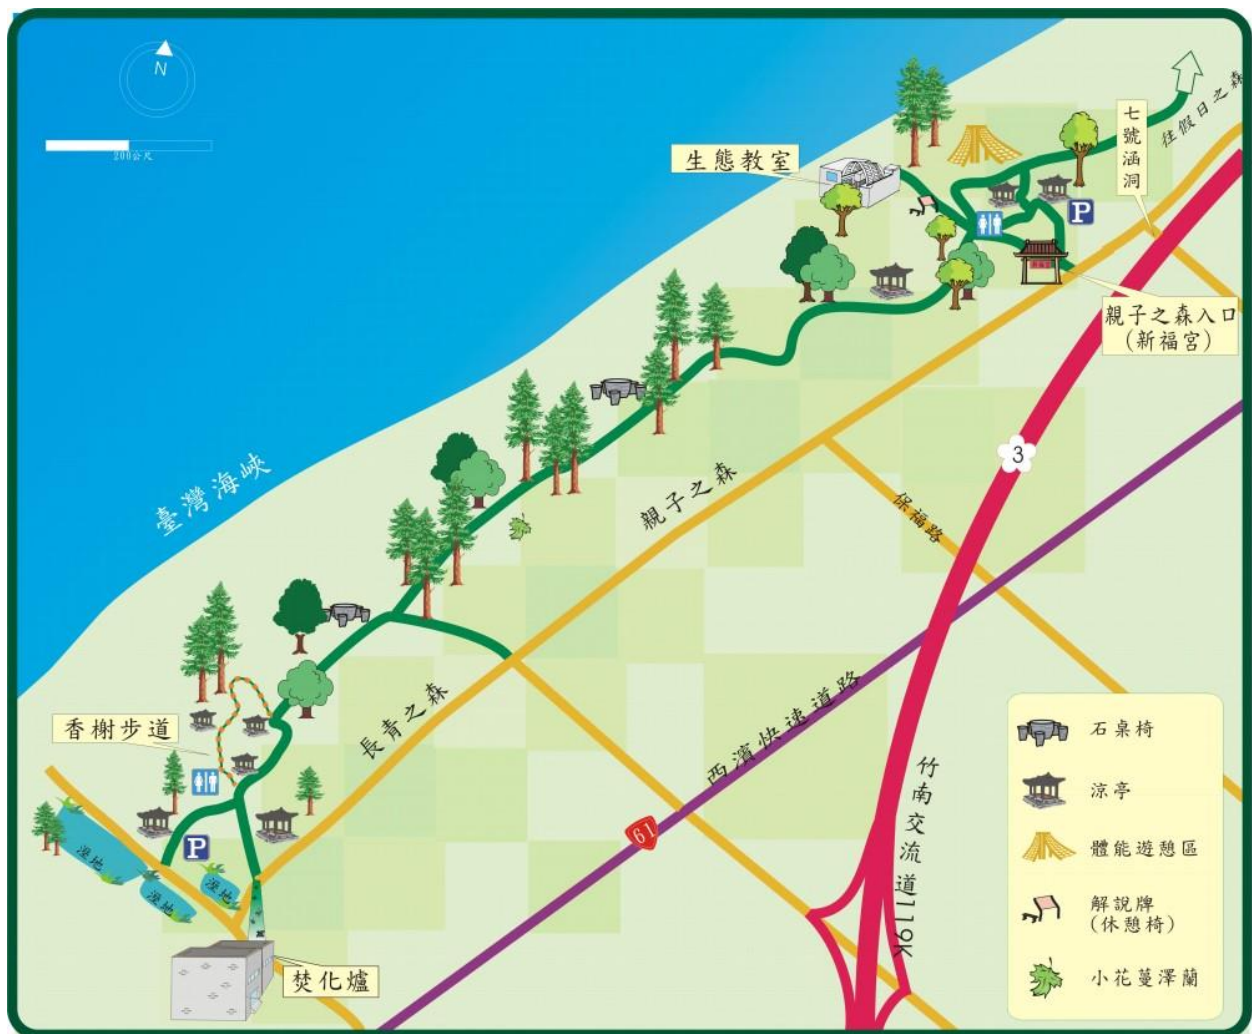 N
200公尺
生態教室
七號涵洞
往假日之森
P
親子之森入口
(新福宮)
3
臺灣海峽
親子之森
保福路
香榭步道
長青之森
西濱快速道路
61
竹南交流道119K
P
溼地
溼地
溼地
焚化爐
石桌椅
涼亭
體能遊憩區
解說牌
(休憩椅)
小花蔓澤蘭